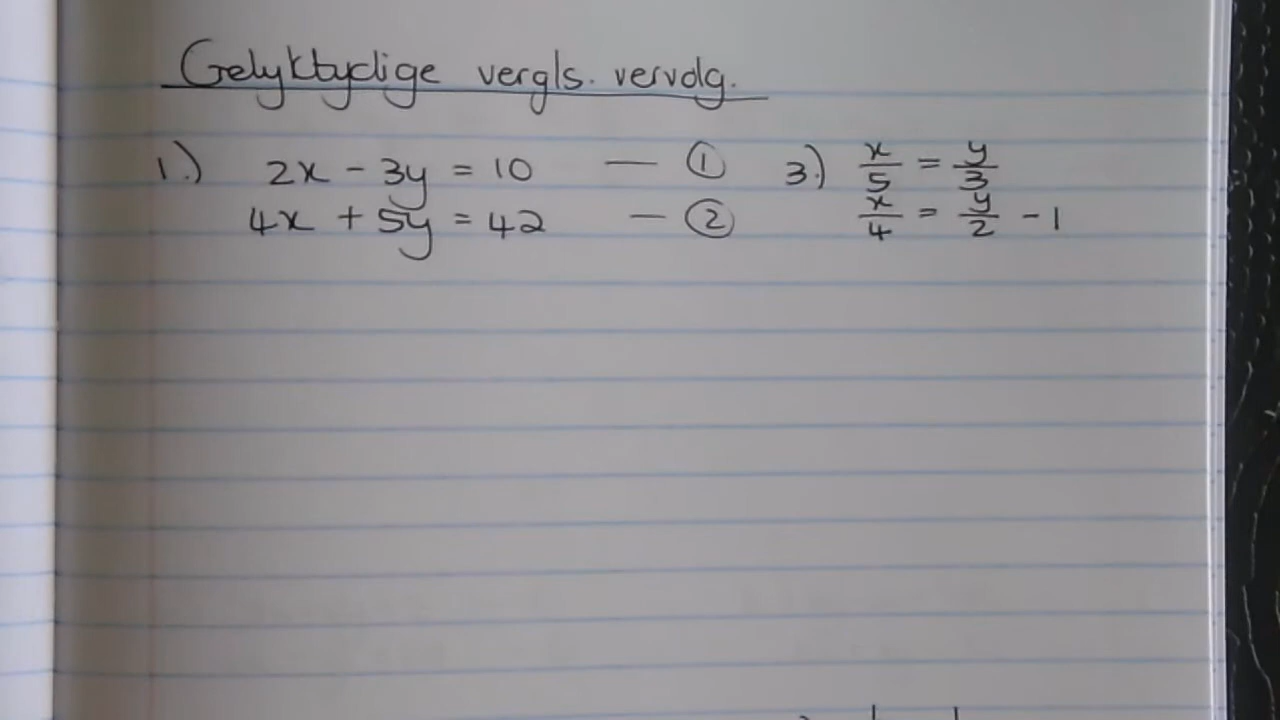 Gelyktydige vergls. vervolg.
1.) 2x - 3y = 10 — ①
4x + 5y = 42 — ②
3.) x/5 = y/3
x/4 = y/2 - 1